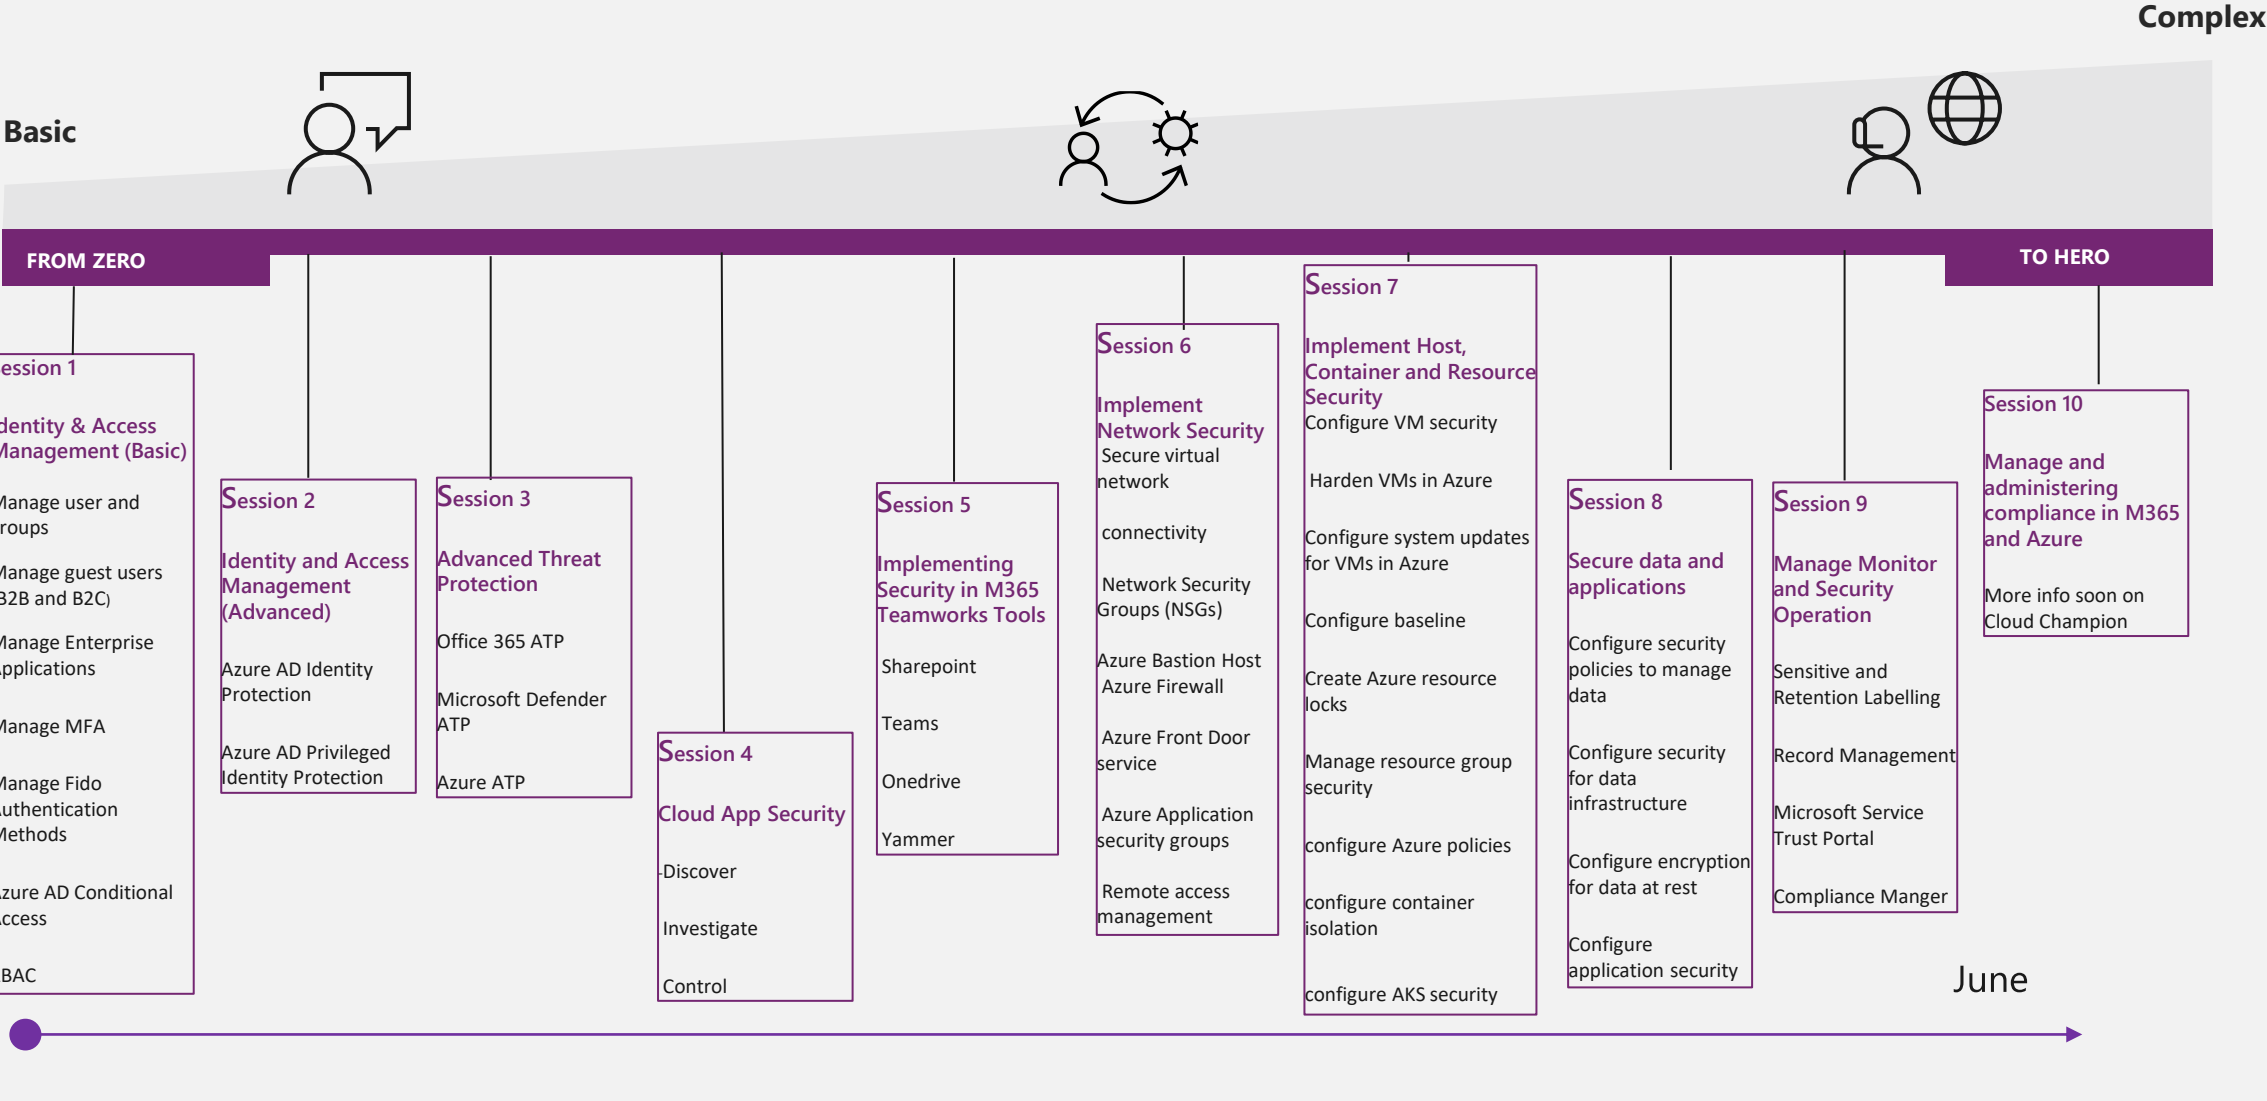 Complex
Basic
FROM ZERO
TO HERO
ession 1
dentity & Access
Management (Basic)
Manage user and
roups
Manage guest users
B2B and B2C)
Manage Enterprise
pplications
Manage MFA
Manage Fido
uthentication
Methods
zure AD Conditional
ccess
BAC
Session 2
Identity and Access
Management
(Advanced)
Azure AD Identity
Protection
Azure AD Privileged
Identity Protection
Session 3
Advanced Threat
Protection
Office 365 ATP
Microsoft Defender
ATP
Azure ATP
Session 4
Cloud App Security
-Discover
Investigate
Control
Session 5
Implementing
Security in M365
Teamworks Tools
Sharepoint
Teams
Onedrive
Yammer
Session 6
Implement
Network Security
Secure virtual
network
connectivity
Network Security
Groups (NSGs)
Azure Bastion Host
Azure Firewall
Azure Front Door
service
Azure Application
security groups
Remote access
management
Session 7
Implement Host,
Container and Resource
Security
Configure VM security
Harden VMs in Azure
Configure system updates
for VMs in Azure
Configure baseline
Create Azure resource
locks
Manage resource group
security
configure Azure policies
configure container
isolation
configure AKS security
Session 8
Secure data and
applications
Configure security
policies to manage
data
Configure security
for data
infrastructure
Configure encryption
for data at rest
Configure
application security
Session 9
Manage Monitor
and Security
Operation
Sensitive and
Retention Labelling
Record Management
Microsoft Service
Trust Portal
Compliance Manger
Session 10
Manage and
administering
compliance in M365
and Azure
More info soon on
Cloud Champion
June